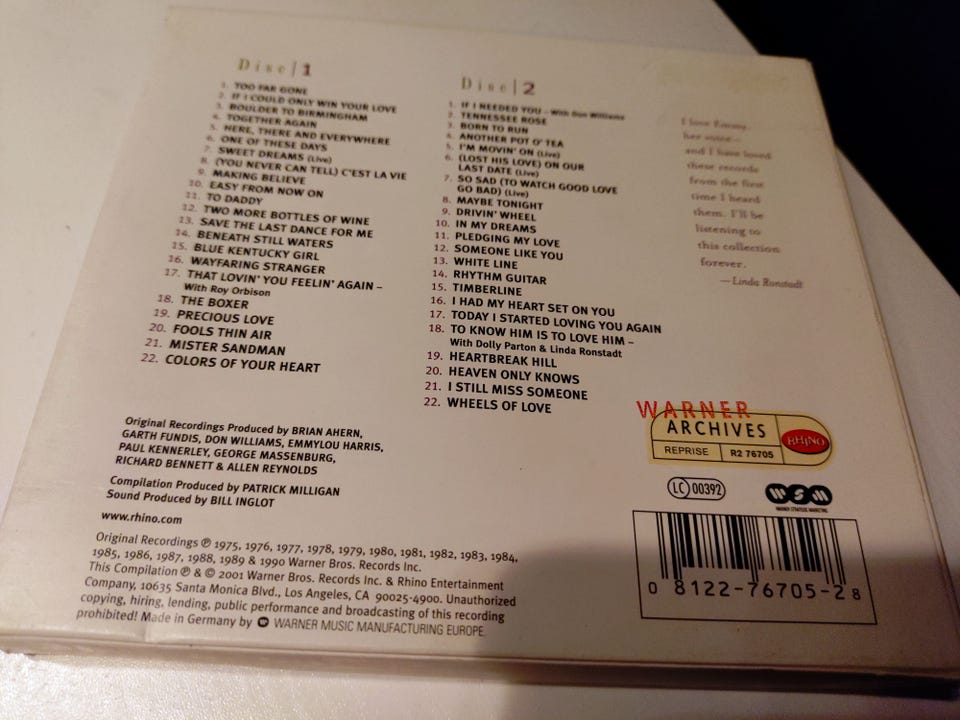 Disc | 1
1. TOO FAR GONE
2. IF I COULD ONLY WIN YOUR LOVE
3. BOULDER TO BIRMINGHAM
4. TOGETHER AGAIN
5. HERE, THERE AND EVERYWHERE
6. ONE OF THESE DAYS
7. SWEET DREAMS (Live)
8. (YOU NEVER CAN TELL) C'EST LA VIE
9. MAKING BELIEVE
10. EASY FROM NOW ON
11. TO DADDY
12. TWO MORE BOTTLES OF WINE
13. SAVE THE LAST DANCE FOR ME
14. BENEATH STILL WATERS
15. BLUE KENTUCKY GIRL
16. WAYFARING STRANGER
17. THAT LOVIN' YOU FEELIN' AGAIN –
With Roy Orbison
18. THE BOXER
19. PRECIOUS LOVE
20. FOOLS THIN AIR
21. MISTER SANDMAN
22. COLORS OF YOUR HEART
Disc | 2
1. IF I NEEDED YOU – With Don Williams
2. TENNESSEE ROSE
3. BORN TO RUN
4. ANOTHER POT O' TEA
5. I'M MOVIN' ON (Live)
6. (LOST HIS LOVE) ON OUR
LAST DATE (Live)
7. SO SAD (TO WATCH GOOD LOVE
GO BAD) (Live)
8. MAYBE TONIGHT
9. DRIVIN' WHEEL
10. IN MY DREAMS
11. PLEDGING MY LOVE
12. SOMEONE LIKE YOU
13. WHITE LINE
14. RHYTHM GUITAR
15. TIMBERLINE
16. I HAD MY HEART SET ON YOU
17. TODAY I STARTED LOVING YOU AGAIN
18. TO KNOW HIM IS TO LOVE HIM –
With Dolly Parton & Linda Ronstadt
19. HEARTBREAK HILL
20. HEAVEN ONLY KNOWS
21. I STILL MISS SOMEONE
22. WHEELS OF LOVE
I love Emmy,
her voice–
and I have loved
these records
from the first
time I heard
them. I'll be
listening to
this collection
forever.
—Linda Ronstadt
Original Recordings Produced by BRIAN AHERN,
GARTH FUNDIS, DON WILLIAMS, EMMYLOU HARRIS,
PAUL KENNERLEY, GEORGE MASSENBURG,
RICHARD BENNETT & ALLEN REYNOLDS
Compilation Produced by PATRICK MILLIGAN
Sound Produced by BILL INGLOT
www.rhino.com
Original Recordings ℗ 1975, 1976, 1977, 1978, 1979, 1980, 1981, 1982, 1983, 1984,
1985, 1986, 1987, 1988, 1989 & 1990 Warner Bros. Records Inc.
This Compilation ℗ & © 2001 Warner Bros. Records Inc. & Rhino Entertainment
Company, 10635 Santa Monica Blvd., Los Angeles, CA 90025-4900. Unauthorized
copying, hiring, lending, public performance and broadcasting of this recording
prohibited! Made in Germany by WARNER MUSIC MANUFACTURING EUROPE.
WARNER
ARCHIVES
REPRISE R2 76705
RHINO
LC 00392
WSM
WARNER STRATEGIC MARKETING
0 8122-76705-2 8